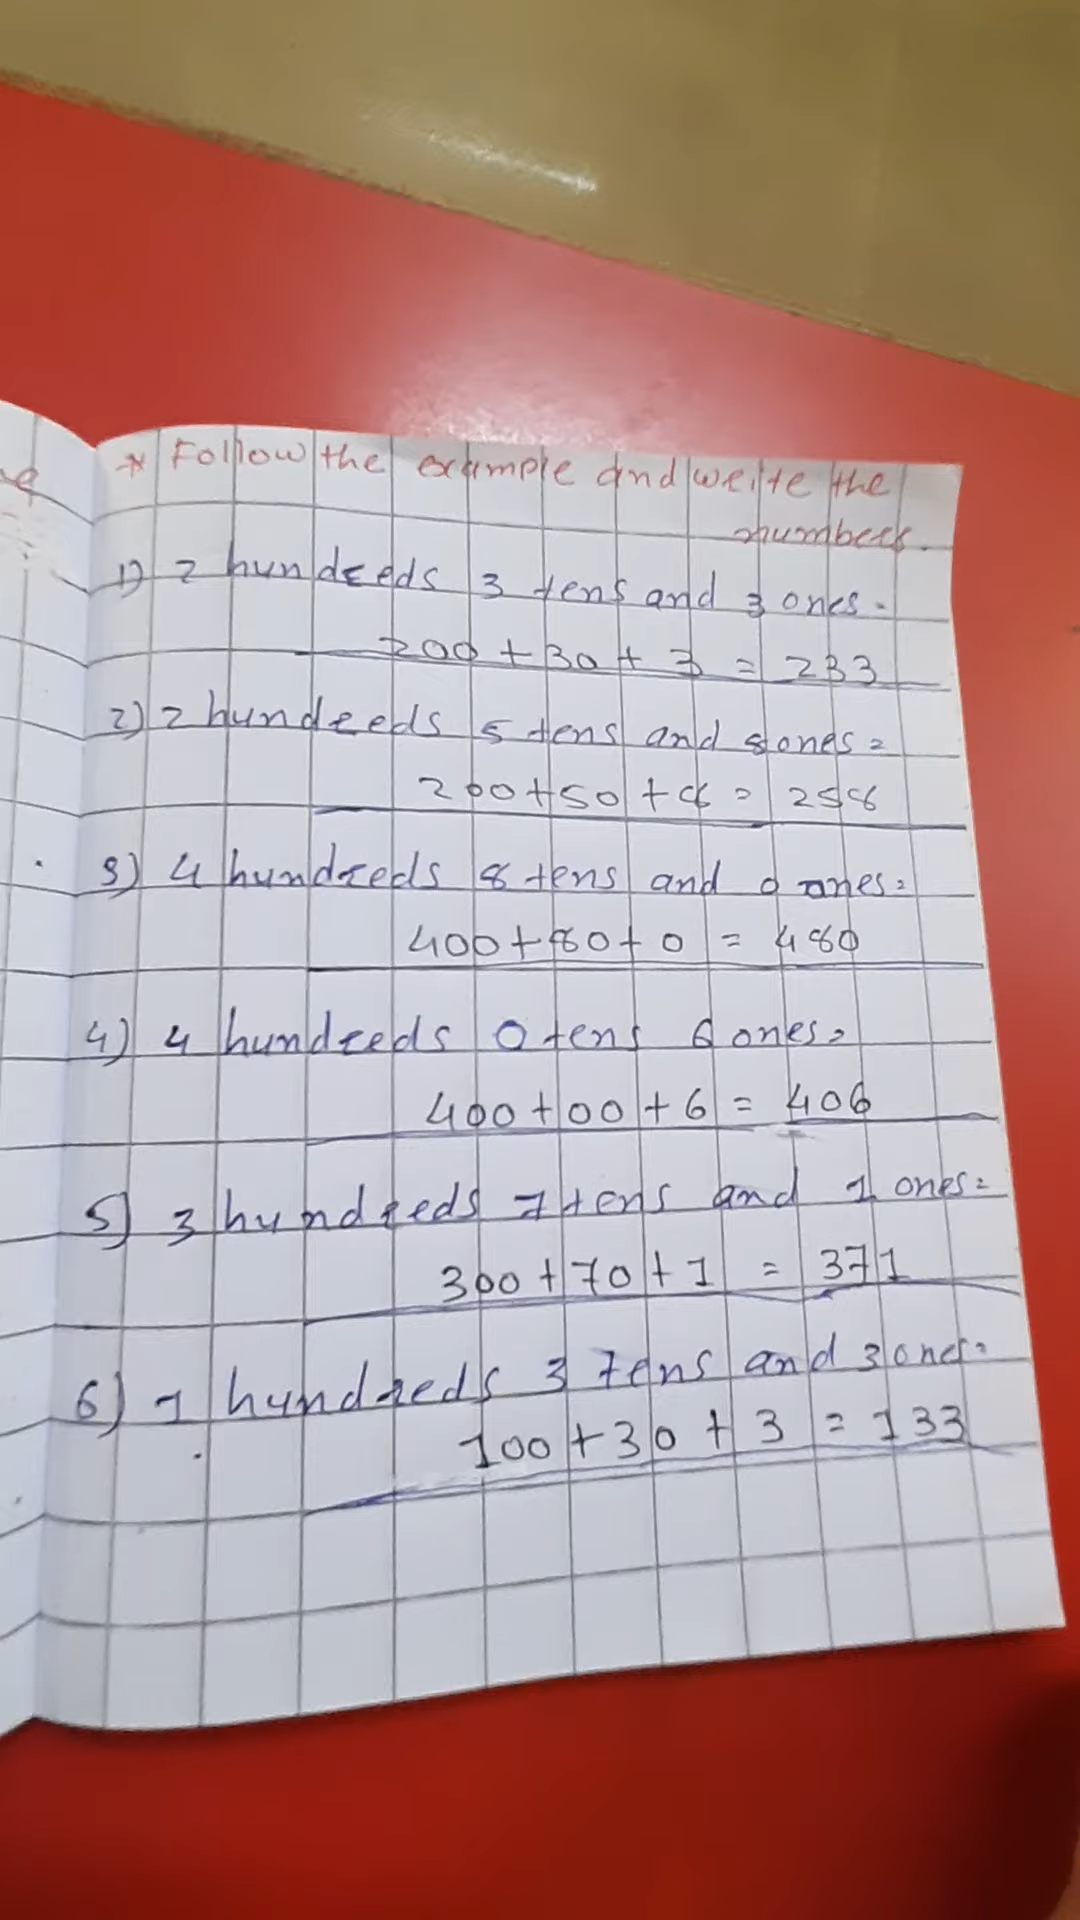 * Follow the example and write the
numbers.
1) 2 hundreds 3 tens and 3 ones =
200 + 30 + 3 = 233
2) 2 hundreds 5 tens and 8 ones =
200 + 50 + 8 = 258
3) 4 hundreds 8 tens and 0 ones =
400 + 80 + 0 = 480
4) 4 hundreds 0 tens 6 ones =
400 + 00 + 6 = 406
5) 3 hundreds 7 tens and 1 ones =
300 + 70 + 1 = 371
6) 1 hundreds 3 tens and 3 ones =
100 + 30 + 3 = 133